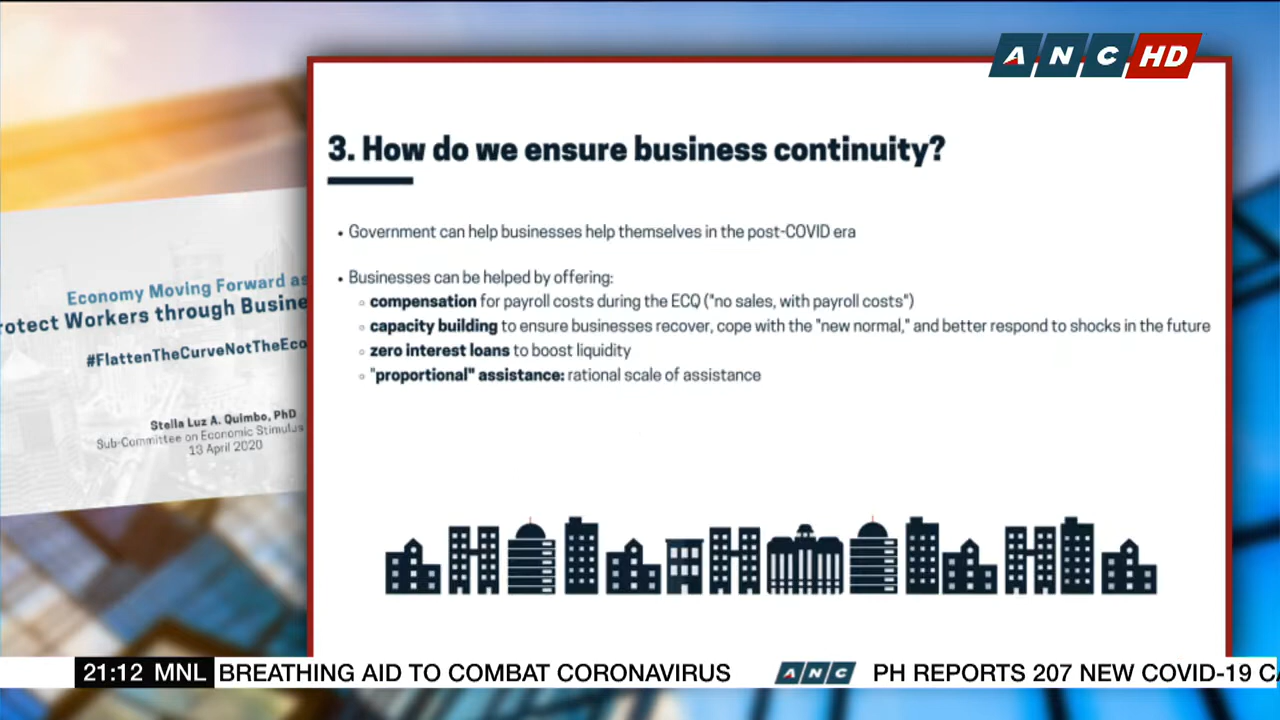 ANC HD
3. How do we ensure business continuity?
• Government can help businesses help themselves in the post-COVID era
• Businesses can be helped by offering:
◦ compensation for payroll costs during the ECQ ("no sales, with payroll costs")
◦ capacity building to ensure businesses recover, cope with the "new normal," and better respond to shocks in the future
◦ zero interest loans to boost liquidity
◦ "proportional" assistance: rational scale of assistance
Economy Moving Forward as
rotect Workers through Busine
#FlattenTheCurveNotTheEco
Stella Luz A. Quimbo, PhD
Sub-Committee on Economic Stimulus
13 April 2020
21:12 MNL BREATHING AID TO COMBAT CORONAVIRUS ANC PH REPORTS 207 NEW COVID-19 CA